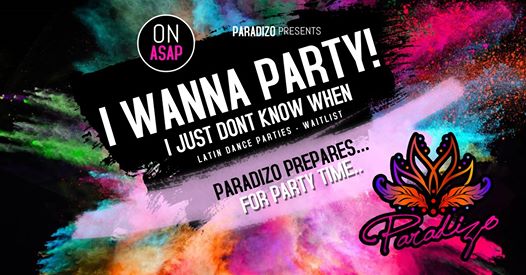 ON
ASAP
PARADIZO PRESENTS
I WANNA PARTY!
I JUST DONT KNOW WHEN
LATIN DANCE PARTIES - WAITLIST
PARADIZO PREPARES...
FOR PARTY TIME..
Paradizo